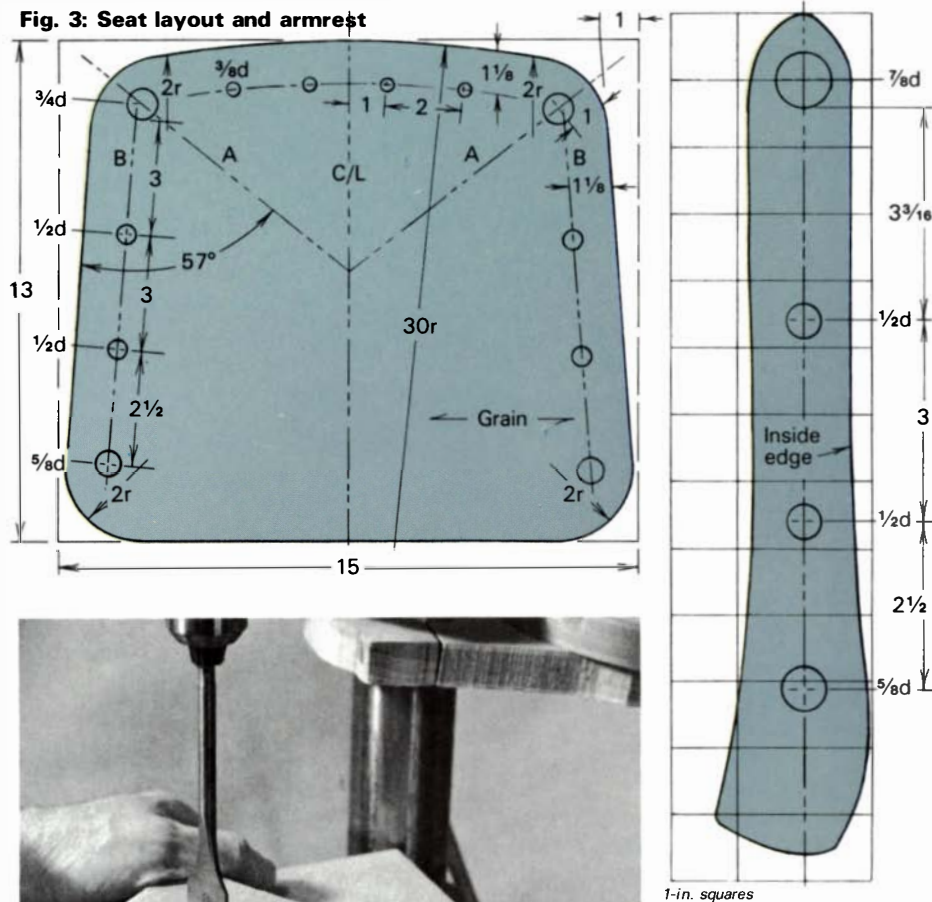 Fig. 3: Seat layout and armrest
1
3/8d
2r
1 1/8
2r
3/4d
1
2
1
B
A
C/L
A
B
3
1 1/8
1/2d
57°
13
3
30r
1/2d
2 1/2
Grain
5/8d
2r
2r
15
7/8d
3 3/16
1/2d
3
Inside
edge
1/2d
2 1/2
5/8d
1-in. squares